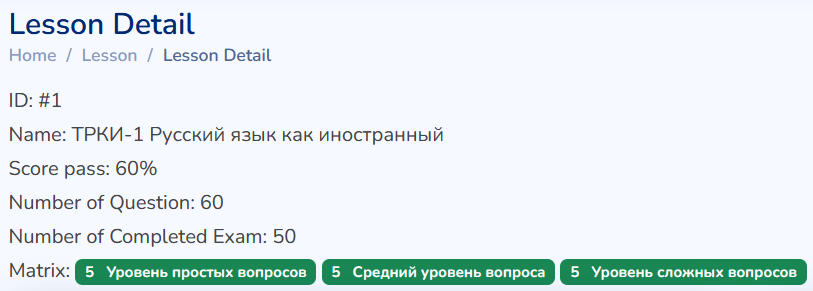 Lesson Detail
Home / Lesson / Lesson Detail
ID: #1
Name: ТРКИ-1 Русский язык как иностранный
Score pass: 60%
Number of Question: 60
Number of Completed Exam: 50
Matrix: 5 Уровень простых вопросов 5 Средний уровень вопроса 5 Уровень сложных вопросов